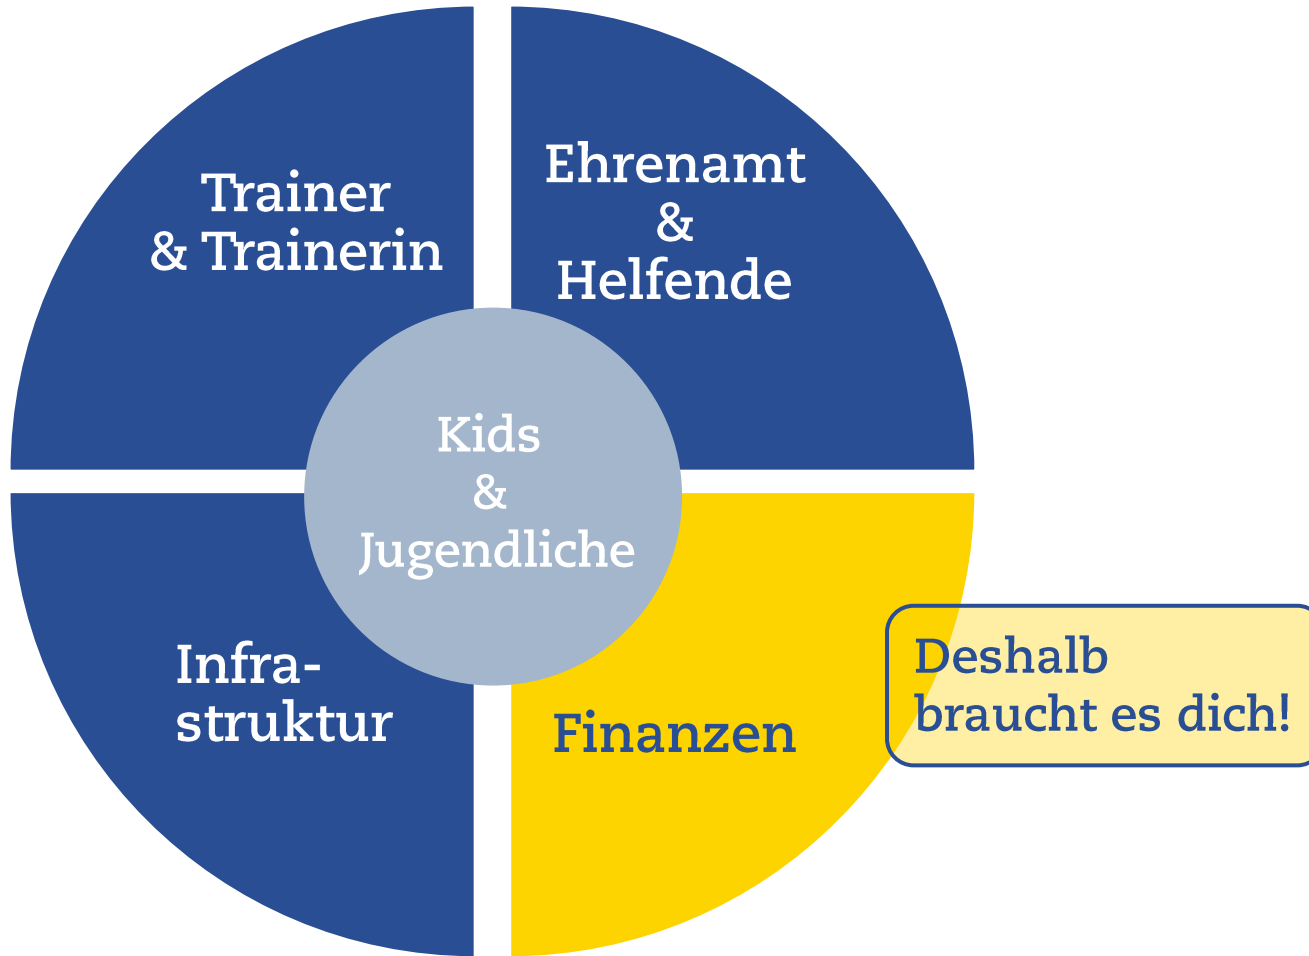 Trainer
& Trainerin
Ehrenamt
&
Helfende
Kids
&
Jugendliche
Infra-
struktur
Finanzen
Deshalb
braucht es dich!